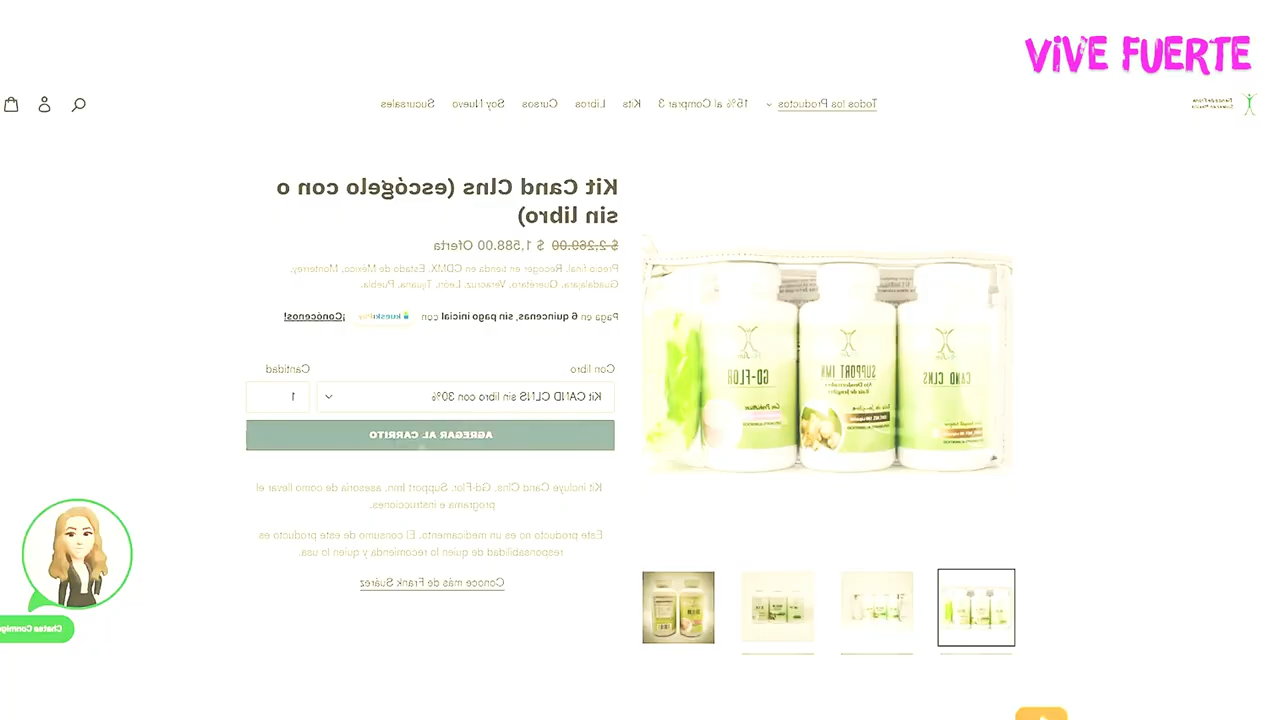 VIVE FUERTE
Todos los Productos
15% al Comprar 3
Kits
Libros
Cursos
Soy Nuevo
Sucursales
Kit Cand Clns (escógelo con o
sin libro)
$ 2,269.00 $ 1,588.00 Oferta
Precio final. Recoger en tienda en CDMX, Estado de México, Monterrey,
Guadalajara, Querétaro, Veracruz, León, Tijuana, Puebla.
Paga en 6 quincenas, sin pago inicial con kueski pay ¡Conócenos!
Con libro
Cantidad
Kit CAND CLNS sin libro con 30%
1
AGREGAR AL CARRITO
Kit incluye Cand Clns, Gd-Flor, Support Imn, asesoría de como llevar el
programa e instrucciones.
Este producto no es un medicamento. El consumo de este producto es
responsabilidad de quien lo recomienda y quien lo usa.
Conoce más de Frank Suárez
CAND CLNS
SUPPORT IMN
GD-FLOR
Chatea Conmigo